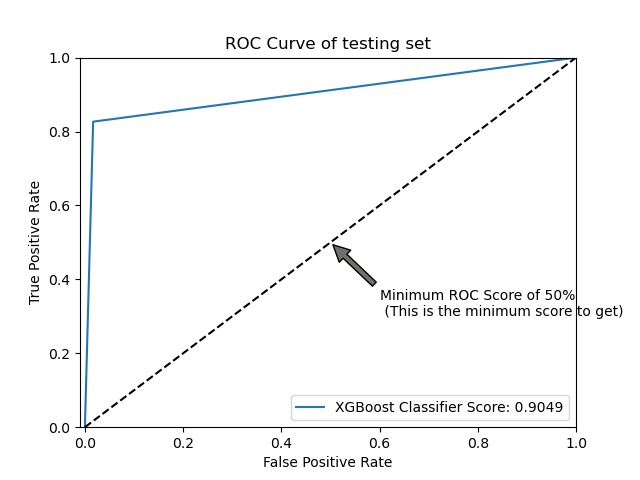 ROC Curve of testing set
True Positive Rate
1.0
0.8
0.6
0.4
0.2
0.0
Minimum ROC Score of 50%
(This is the minimum score to get)
XGBoost Classifier Score: 0.9049
0.0 0.2 0.4 0.6 0.8 1.0
False Positive Rate